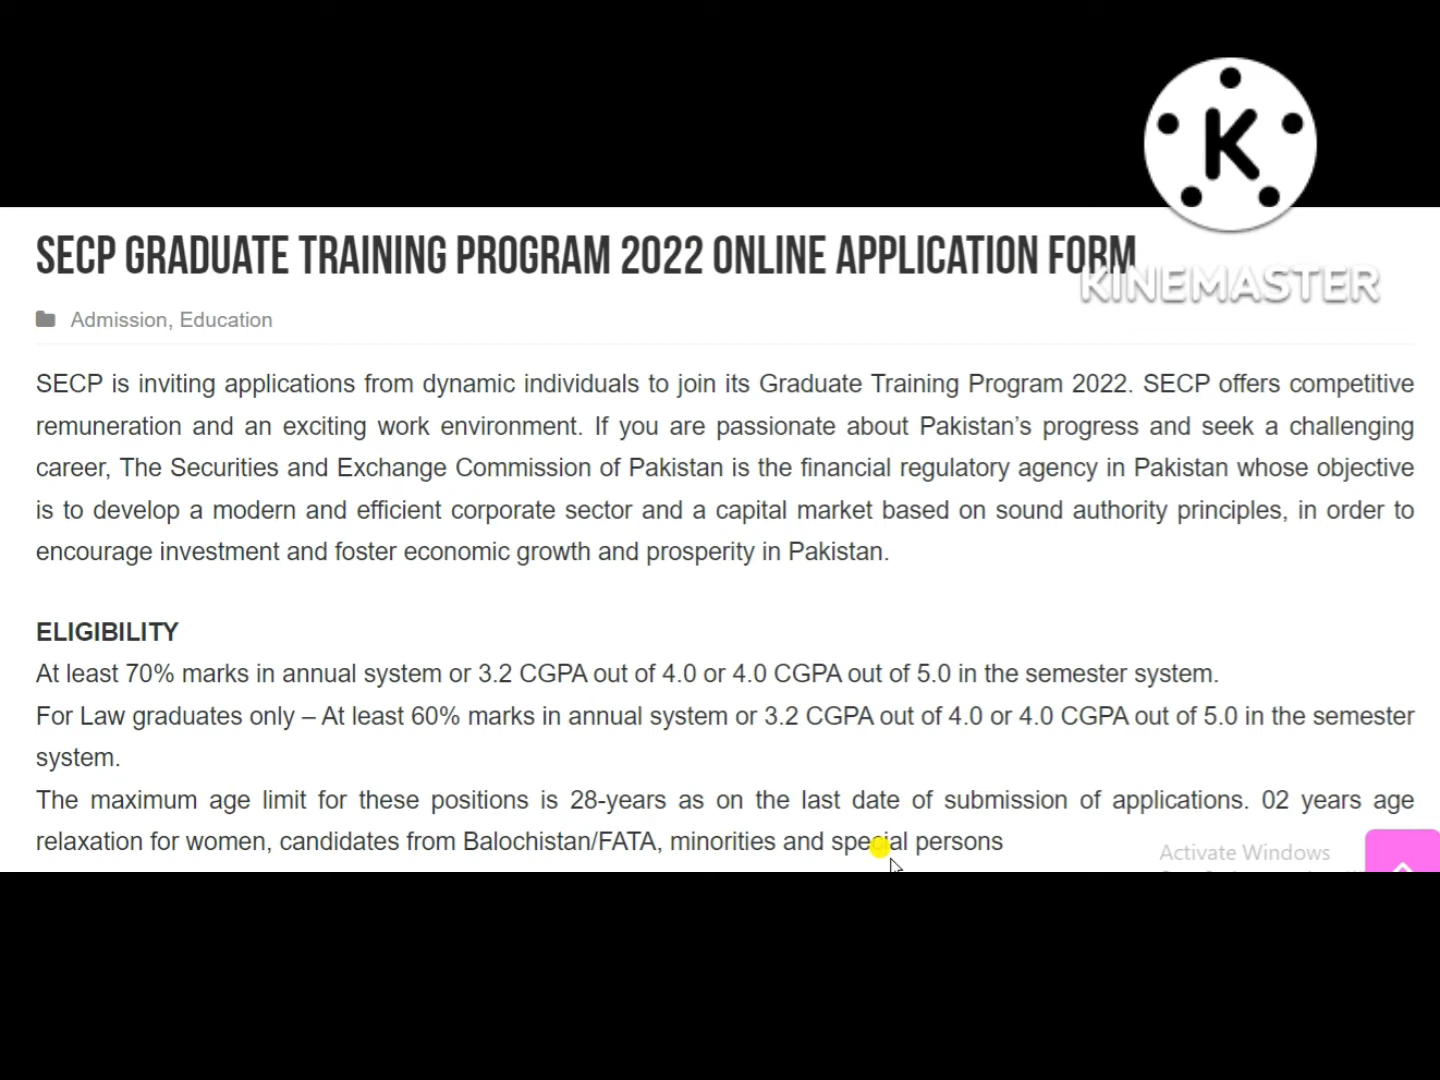 K
SECP GRADUATE TRAINING PROGRAM 2022 ONLINE APPLICATION FORM
KINEMASTER
Admission, Education
SECP is inviting applications from dynamic individuals to join its Graduate Training Program 2022. SECP offers competitive
remuneration and an exciting work environment. If you are passionate about Pakistan’s progress and seek a challenging
career, The Securities and Exchange Commission of Pakistan is the financial regulatory agency in Pakistan whose objective
is to develop a modern and efficient corporate sector and a capital market based on sound authority principles, in order to
encourage investment and foster economic growth and prosperity in Pakistan.
ELIGIBILITY
At least 70% marks in annual system or 3.2 CGPA out of 4.0 or 4.0 CGPA out of 5.0 in the semester system.
For Law graduates only – At least 60% marks in annual system or 3.2 CGPA out of 4.0 or 4.0 CGPA out of 5.0 in the semester
system.
The maximum age limit for these positions is 28-years as on the last date of submission of applications. 02 years age
relaxation for women, candidates from Balochistan/FATA, minorities and special persons
Activate Windows